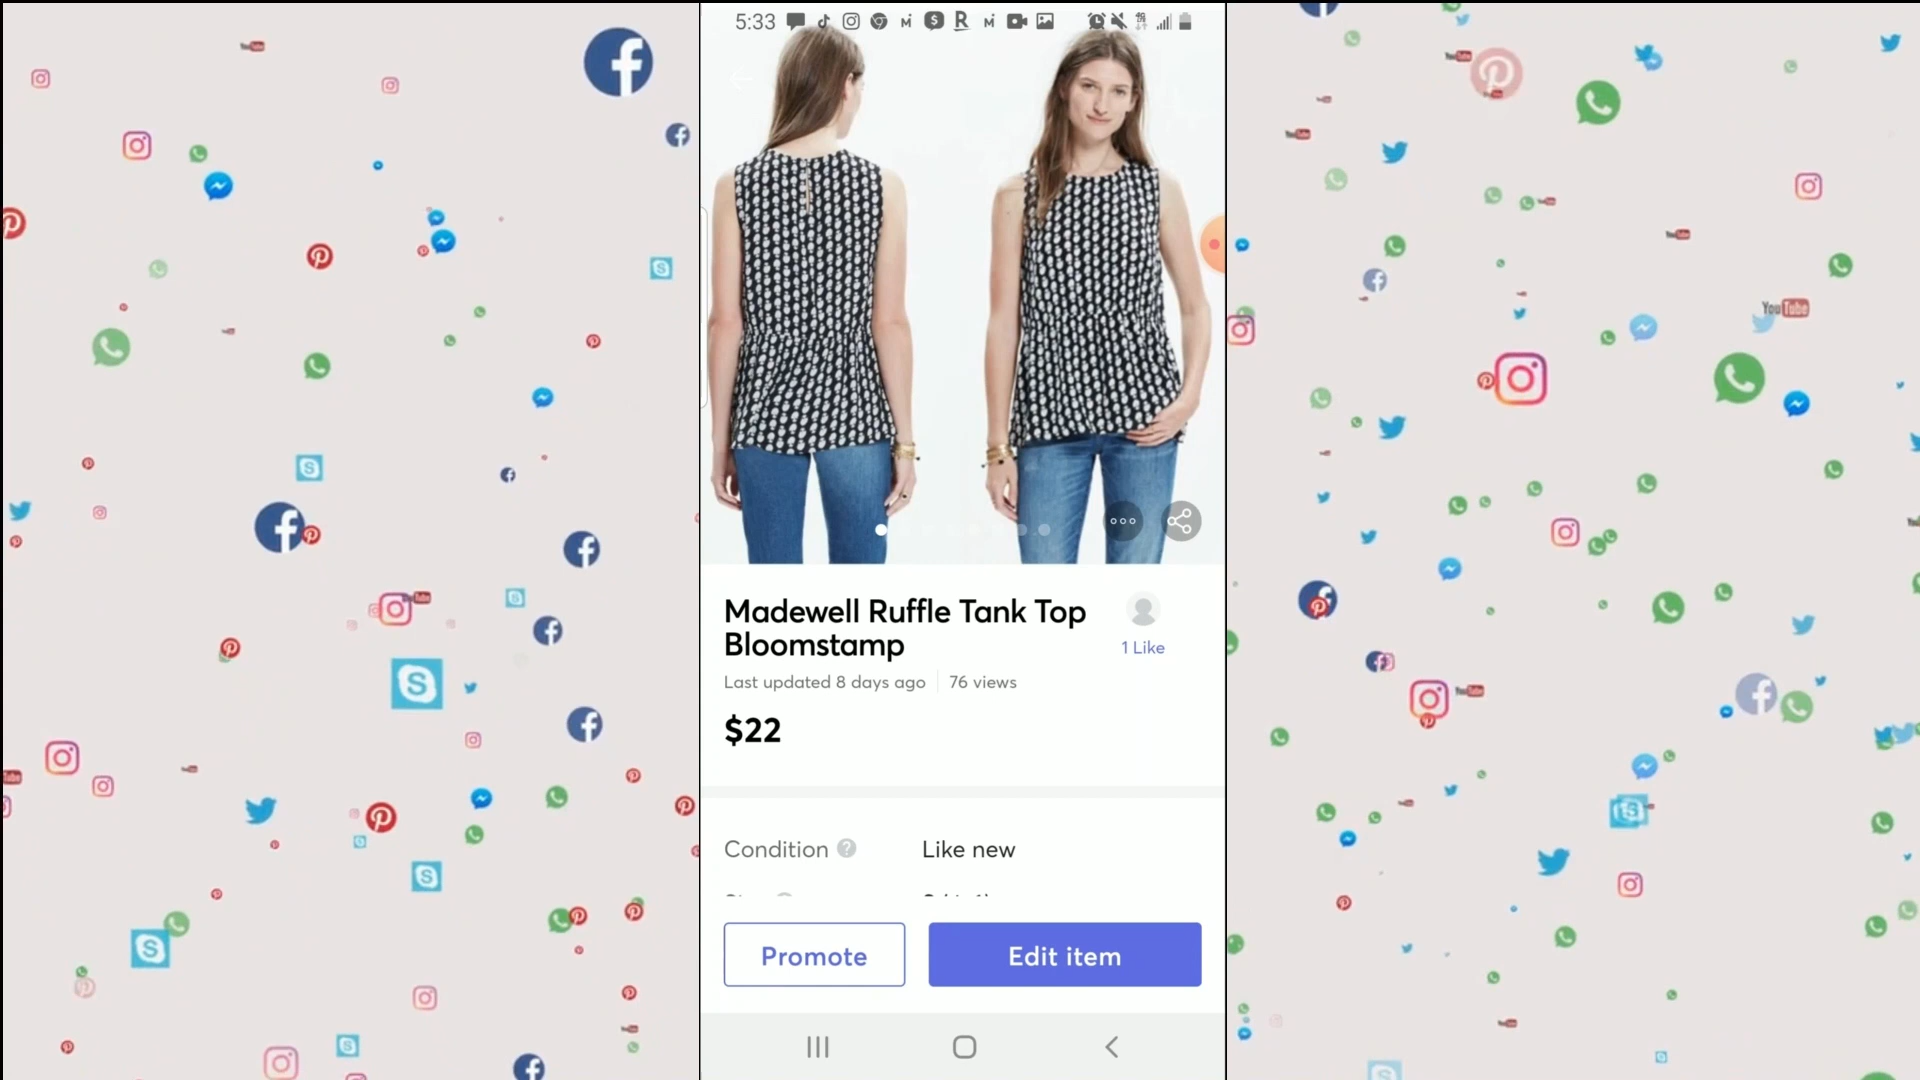 5:33
Madewell Ruffle Tank Top
Bloomstamp
1 Like
Last updated 8 days ago
76 views
$22
Condition
Like new
Promote
Edit item
YouTube